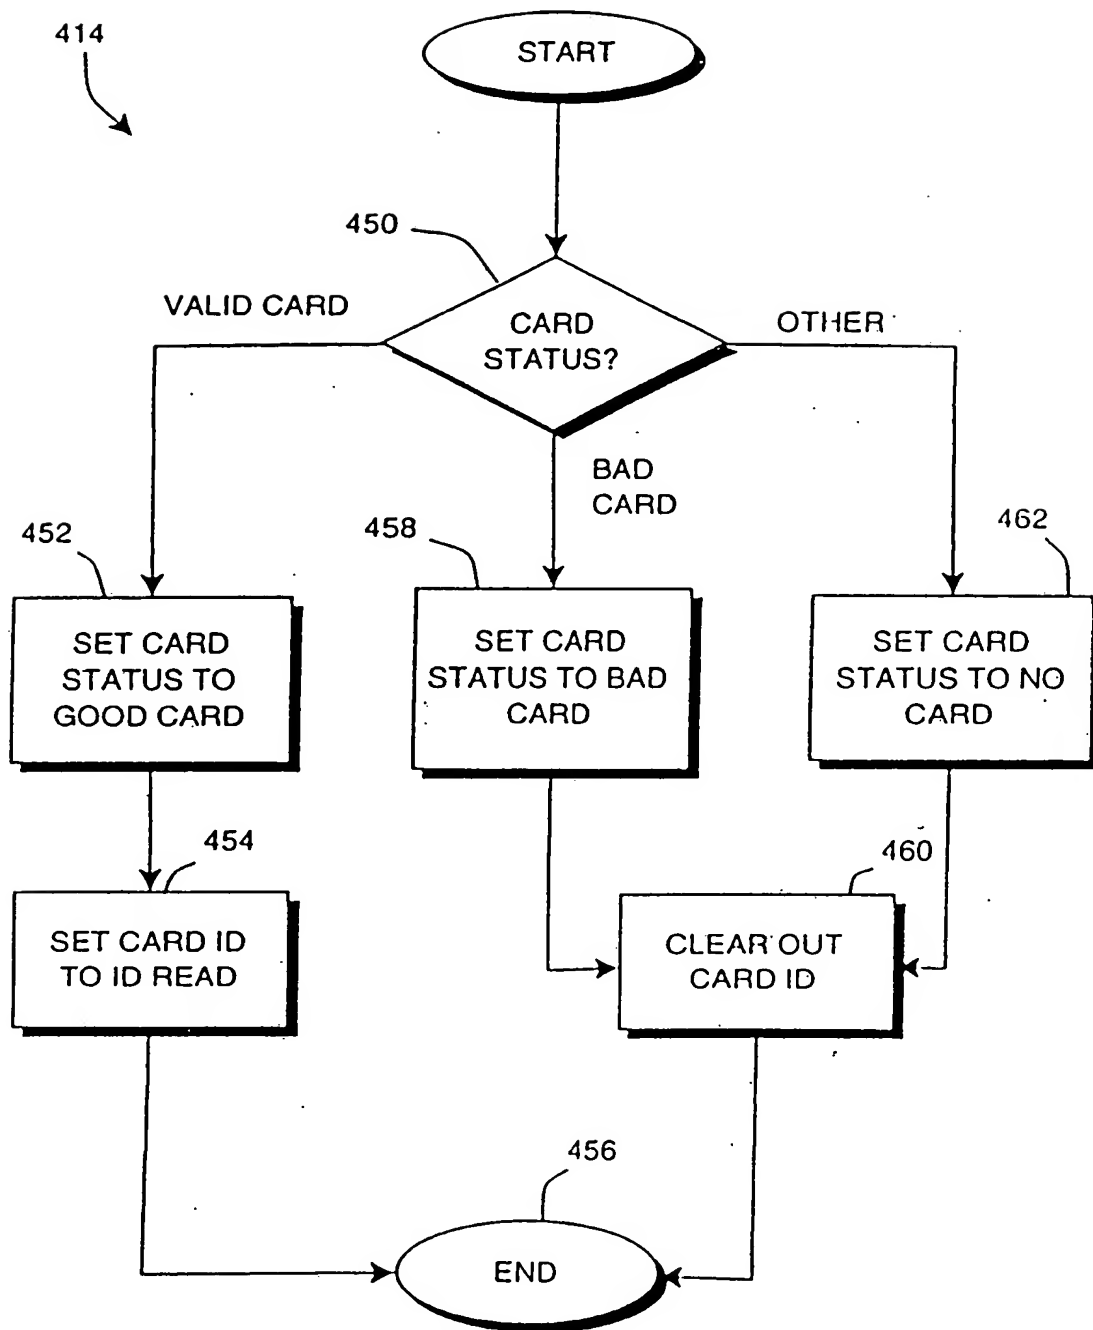 414
START
450
VALID CARD
CARD
STATUS?
OTHER
BAD
CARD
452
458
462
SET CARD
STATUS TO
GOOD CARD
SET CARD
STATUS TO BAD
CARD
SET CARD
STATUS TO NO
CARD
454
460
SET CARD ID
TO ID READ
CLEAR OUT
CARD ID
456
END